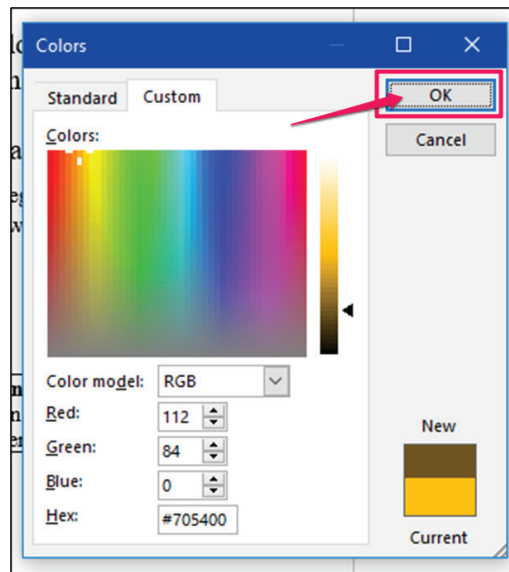 Colors
Standard Custom
OK
Cancel
Colors:
Color model: RGB
Red: 112
Green: 84
Blue: 0
Hex: #705400
New
Current